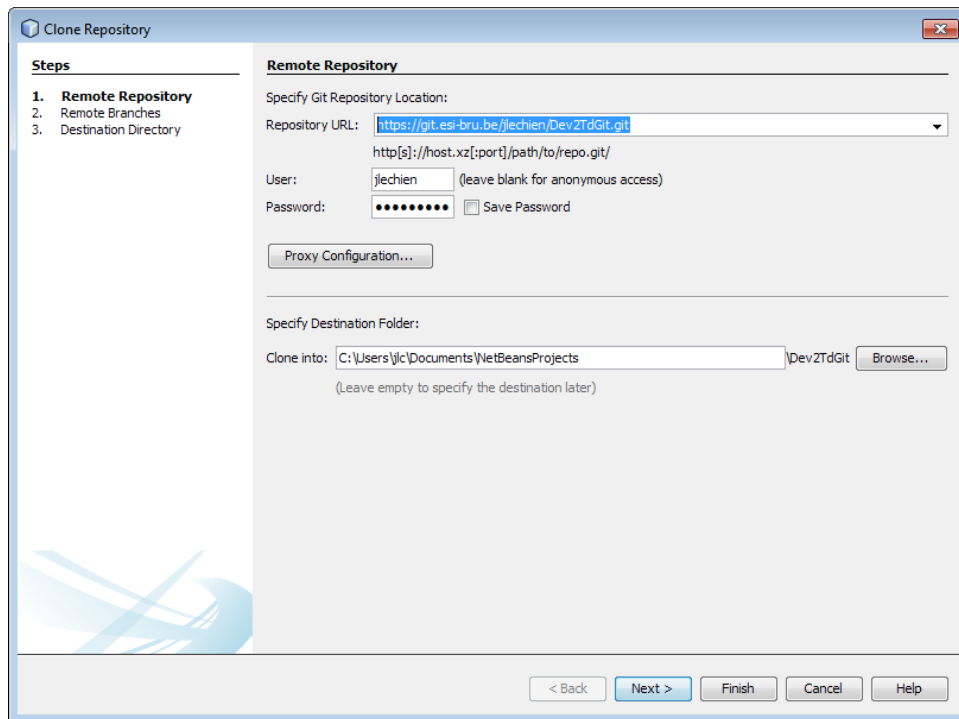 Clone Repository
Steps
1. Remote Repository
2. Remote Branches
3. Destination Directory
Remote Repository
Specify Git Repository Location:
Repository URL: https://git.esi-bru.be/jlechien/Dev2TdGit.git
http[s]://host.xz[:port]/path/to/repo.git/
User: jlechien (leave blank for anonymous access)
Password: ●●●●●●●●● Save Password
Proxy Configuration...
Specify Destination Folder:
Clone into: C:\Users\jlc\Documents\NetBeansProjects \Dev2TdGit Browse...
(Leave empty to specify the destination later)
< Back Next > Finish Cancel Help